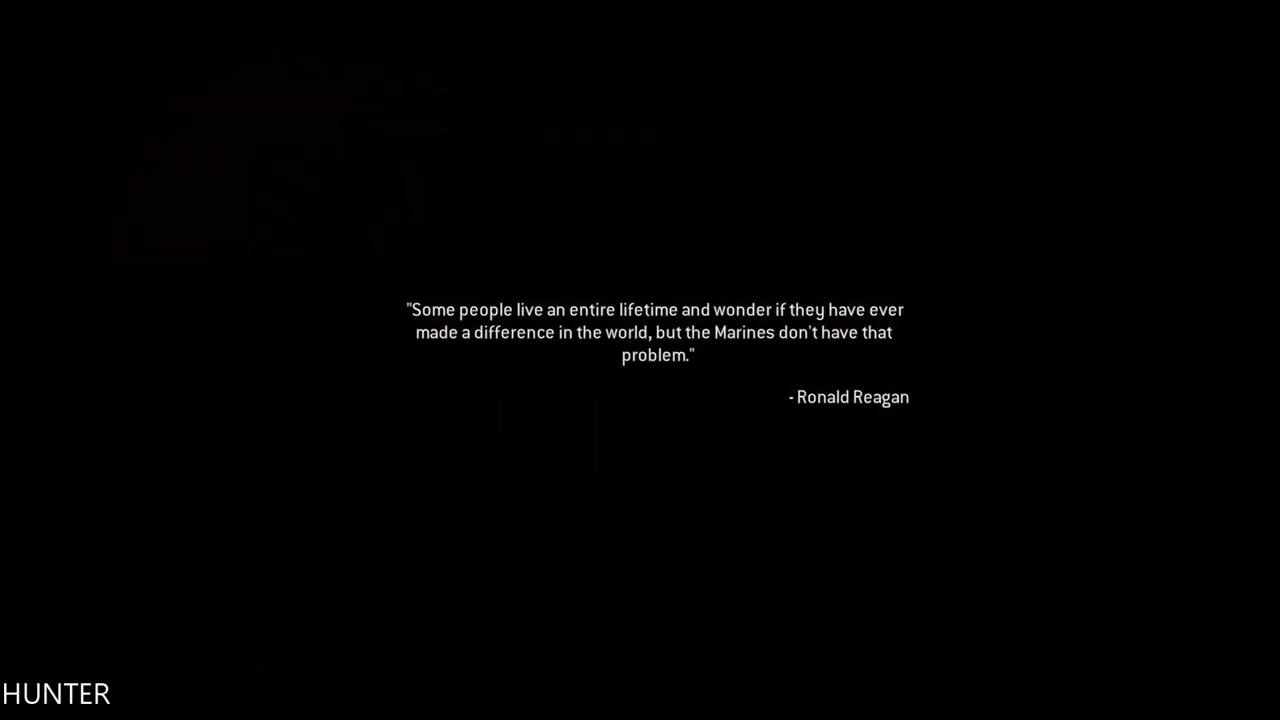 "Some people live an entire lifetime and wonder if they have ever
made a difference in the world, but the Marines don't have that
problem."
- Ronald Reagan
HUNTER